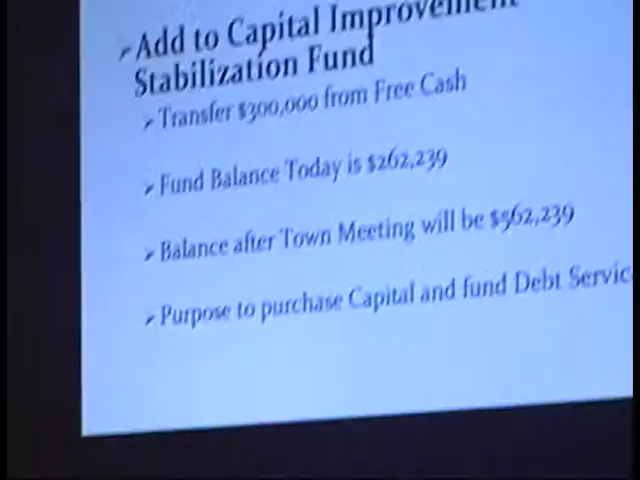 Add to Capital Improvement
Stabilization Fund
Transfer $300,000 from Free Cash
Fund Balance Today is $262,239
Balance after Town Meeting will be $562,239
Purpose to purchase Capital and fund Debt Servic